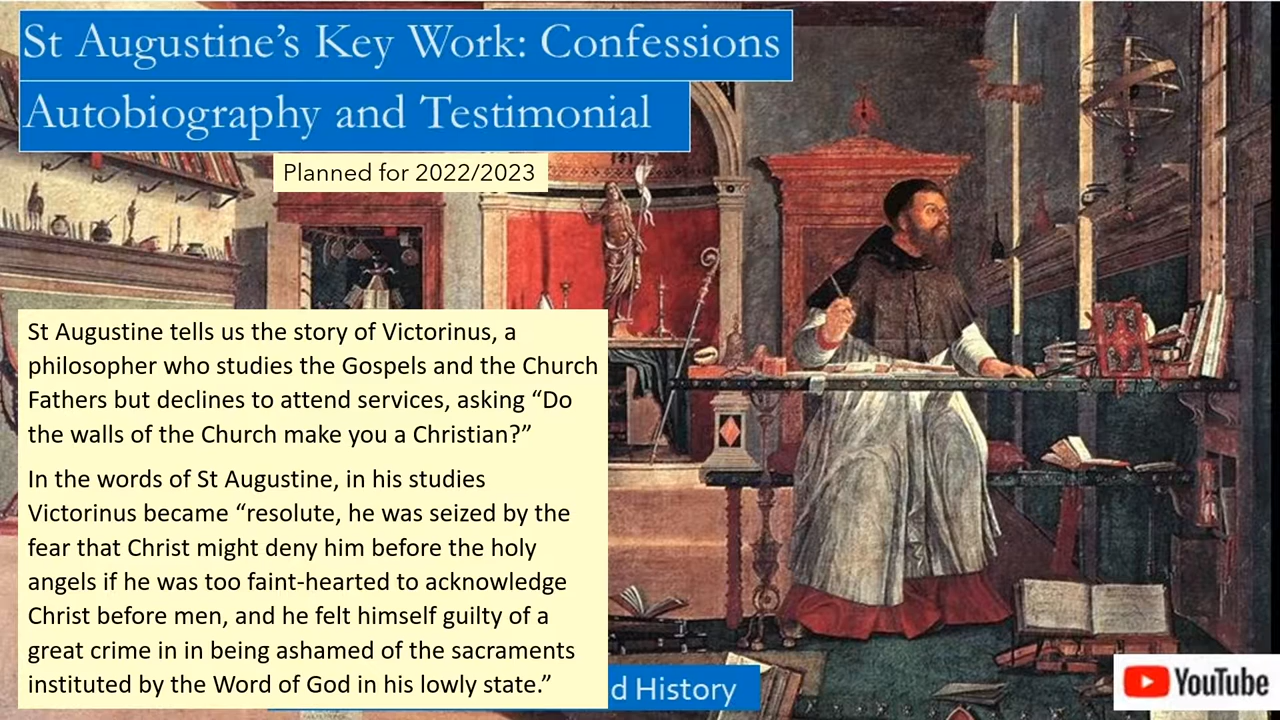 St Augustine’s Key Work: Confessions
Autobiography and Testimonial
Planned for 2022/2023
St Augustine tells us the story of Victorinus, a
philosopher who studies the Gospels and the Church
Fathers but declines to attend services, asking “Do
the walls of the Church make you a Christian?”
In the words of St Augustine, in his studies
Victorinus became “resolute, he was seized by the
fear that Christ might deny him before the holy
angels if he was too faint-hearted to acknowledge
Christ before men, and he felt himself guilty of a
great crime in in being ashamed of the sacraments
instituted by the Word of God in his lowly state.”
d History
YouTube